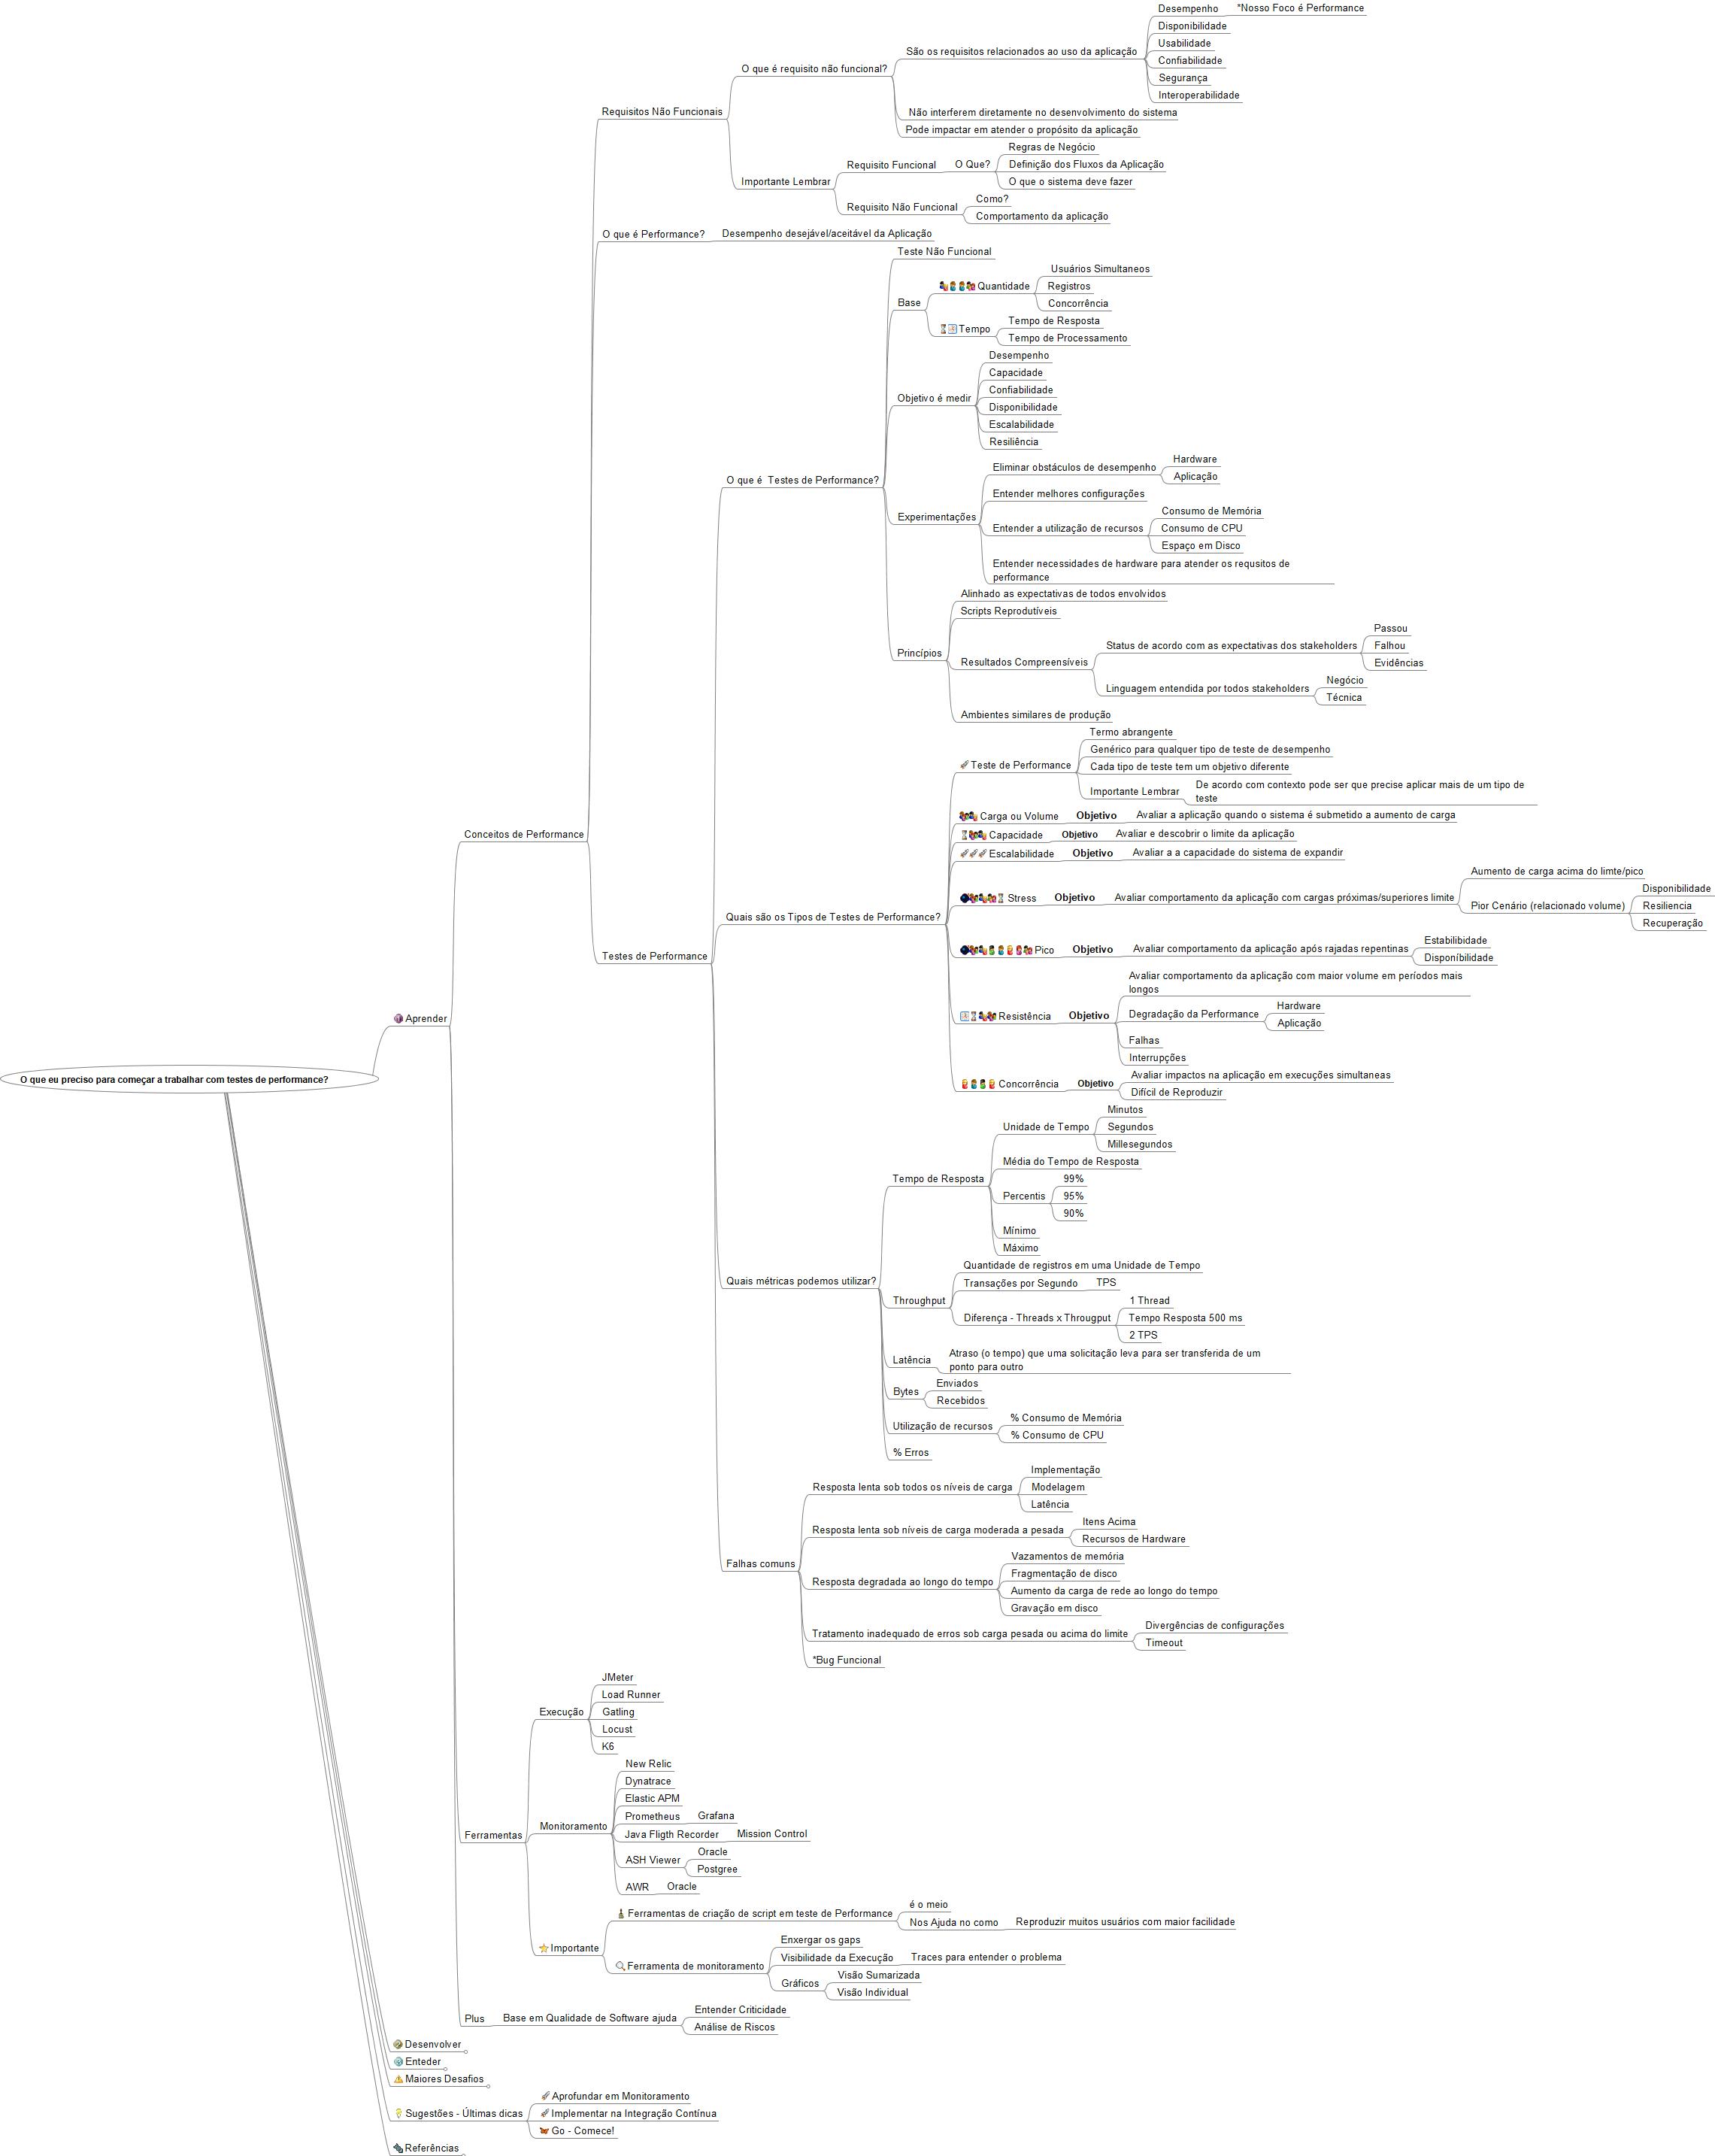 O que eu preciso para começar a trabalhar com testes de performance?
Aprender
Conceitos de Performance
Requisitos Não Funcionais
O que é requisito não funcional?
São os requisitos relacionados ao uso da aplicação
Desempenho
*Nosso Foco é Performance
Disponibilidade
Usabilidade
Confiabilidade
Segurança
Interoperabilidade
Não interferem diretamente no desenvolvimento do sistema
Pode impactar em atender o propósito da aplicação
Importante Lembrar
Requisito Funcional
O Que?
Regras de Negócio
Definição dos Fluxos da Aplicação
O que o sistema deve fazer
Requisito Não Funcional
Como?
Comportamento da aplicação
O que é Performance?
Desempenho desejável/aceitável da Aplicação
Testes de Performance
O que é  Testes de Performance?
Teste Não Funcional
Base
Quantidade
Usuários Simultaneos
Registros
Concorrência
Tempo
Tempo de Resposta
Tempo de Processamento
Objetivo é medir
Desempenho
Capacidade
Confiabilidade
Disponibilidade
Escalabilidade
Resiliência
Experimentações
Eliminar obstáculos de desempenho
Hardware
Aplicação
Entender melhores configurações
Entender a utilização de recursos
Consumo de Memória
Consumo de CPU
Espaço em Disco
Entender necessidades de hardware para atender os requsitos de
performance
Princípios
Alinhado as expectativas de todos envolvidos
Scripts Reprodutíveis
Resultados Compreensíveis
Status de acordo com as expectativas dos stakeholders
Passou
Falhou
Evidências
Linguagem entendida por todos stakeholders
Negócio
Técnica
Ambientes similares de produção
Quais são os Tipos de Testes de Performance?
Teste de Performance
Termo abrangente
Genérico para qualquer tipo de teste de desempenho
Cada tipo de teste tem um objetivo diferente
Importante Lembrar
De acordo com contexto pode ser que precise aplicar mais de um tipo de
teste
Carga ou Volume
Objetivo
Avaliar a aplicação quando o sistema é submetido a aumento de carga
Capacidade
Objetivo
Avaliar e descobrir o limite da aplicação
Escalabilidade
Objetivo
Avaliar a a capacidade do sistema de expandir
Stress
Objetivo
Avaliar comportamento da aplicação com cargas próximas/superiores limite
Aumento de carga acima do limte/pico
Pior Cenário (relacionado volume)
Disponibilidade
Resiliencia
Recuperação
Pico
Objetivo
Avaliar comportamento da aplicação após rajadas repentinas
Estabilibidade
Disponíbilidade
Resistência
Objetivo
Avaliar comportamento da aplicação com maior volume em períodos mais
longos
Degradação da Performance
Hardware
Aplicação
Falhas
Interrupções
Concorrência
Objetivo
Avaliar impactos na aplicação em execuções simultaneas
Difícil de Reproduzir
Quais métricas podemos utilizar?
Tempo de Resposta
Unidade de Tempo
Minutos
Segundos
Millesegundos
Média do Tempo de Resposta
Percentis
99%
95%
90%
Mínimo
Máximo
Throughput
Quantidade de registros em uma Unidade de Tempo
Transações por Segundo
TPS
Diferença - Threads x Througput
1 Thread
Tempo Resposta 500 ms
2 TPS
Latência
Atraso (o tempo) que uma solicitação leva para ser transferida de um
ponto para outro
Bytes
Enviados
Recebidos
Utilização de recursos
% Consumo de Memória
% Consumo de CPU
% Erros
Falhas comuns
Resposta lenta sob todos os níveis de carga
Implementação
Modelagem
Latência
Resposta lenta sob níveis de carga moderada a pesada
Itens Acima
Recursos de Hardware
Resposta degradada ao longo do tempo
Vazamentos de memória
Fragmentação de disco
Aumento da carga de rede ao longo do tempo
Gravação em disco
Tratamento inadequado de erros sob carga pesada ou acima do limite
Divergências de configurações
Timeout
*Bug Funcional
Ferramentas
Execução
JMeter
Load Runner
Gatling
Locust
K6
Monitoramento
New Relic
Dynatrace
Elastic APM
Prometheus
Grafana
Java Fligth Recorder
Mission Control
ASH Viewer
Oracle
Postgree
AWR
Oracle
Importante
Ferramentas de criação de script em teste de Performance
é o meio
Nos Ajuda no como
Reproduzir muitos usuários com maior facilidade
Ferramenta de monitoramento
Enxergar os gaps
Visibilidade da Execução
Traces para entender o problema
Gráficos
Visão Sumarizada
Visão Individual
Plus
Base em Qualidade de Software ajuda
Entender Criticidade
Análise de Riscos
Desenvolver
Enteder
Maiores Desafios
Sugestões - Últimas dicas
Aprofundar em Monitoramento
Implementar na Integração Contínua
Go - Comece!
Referências